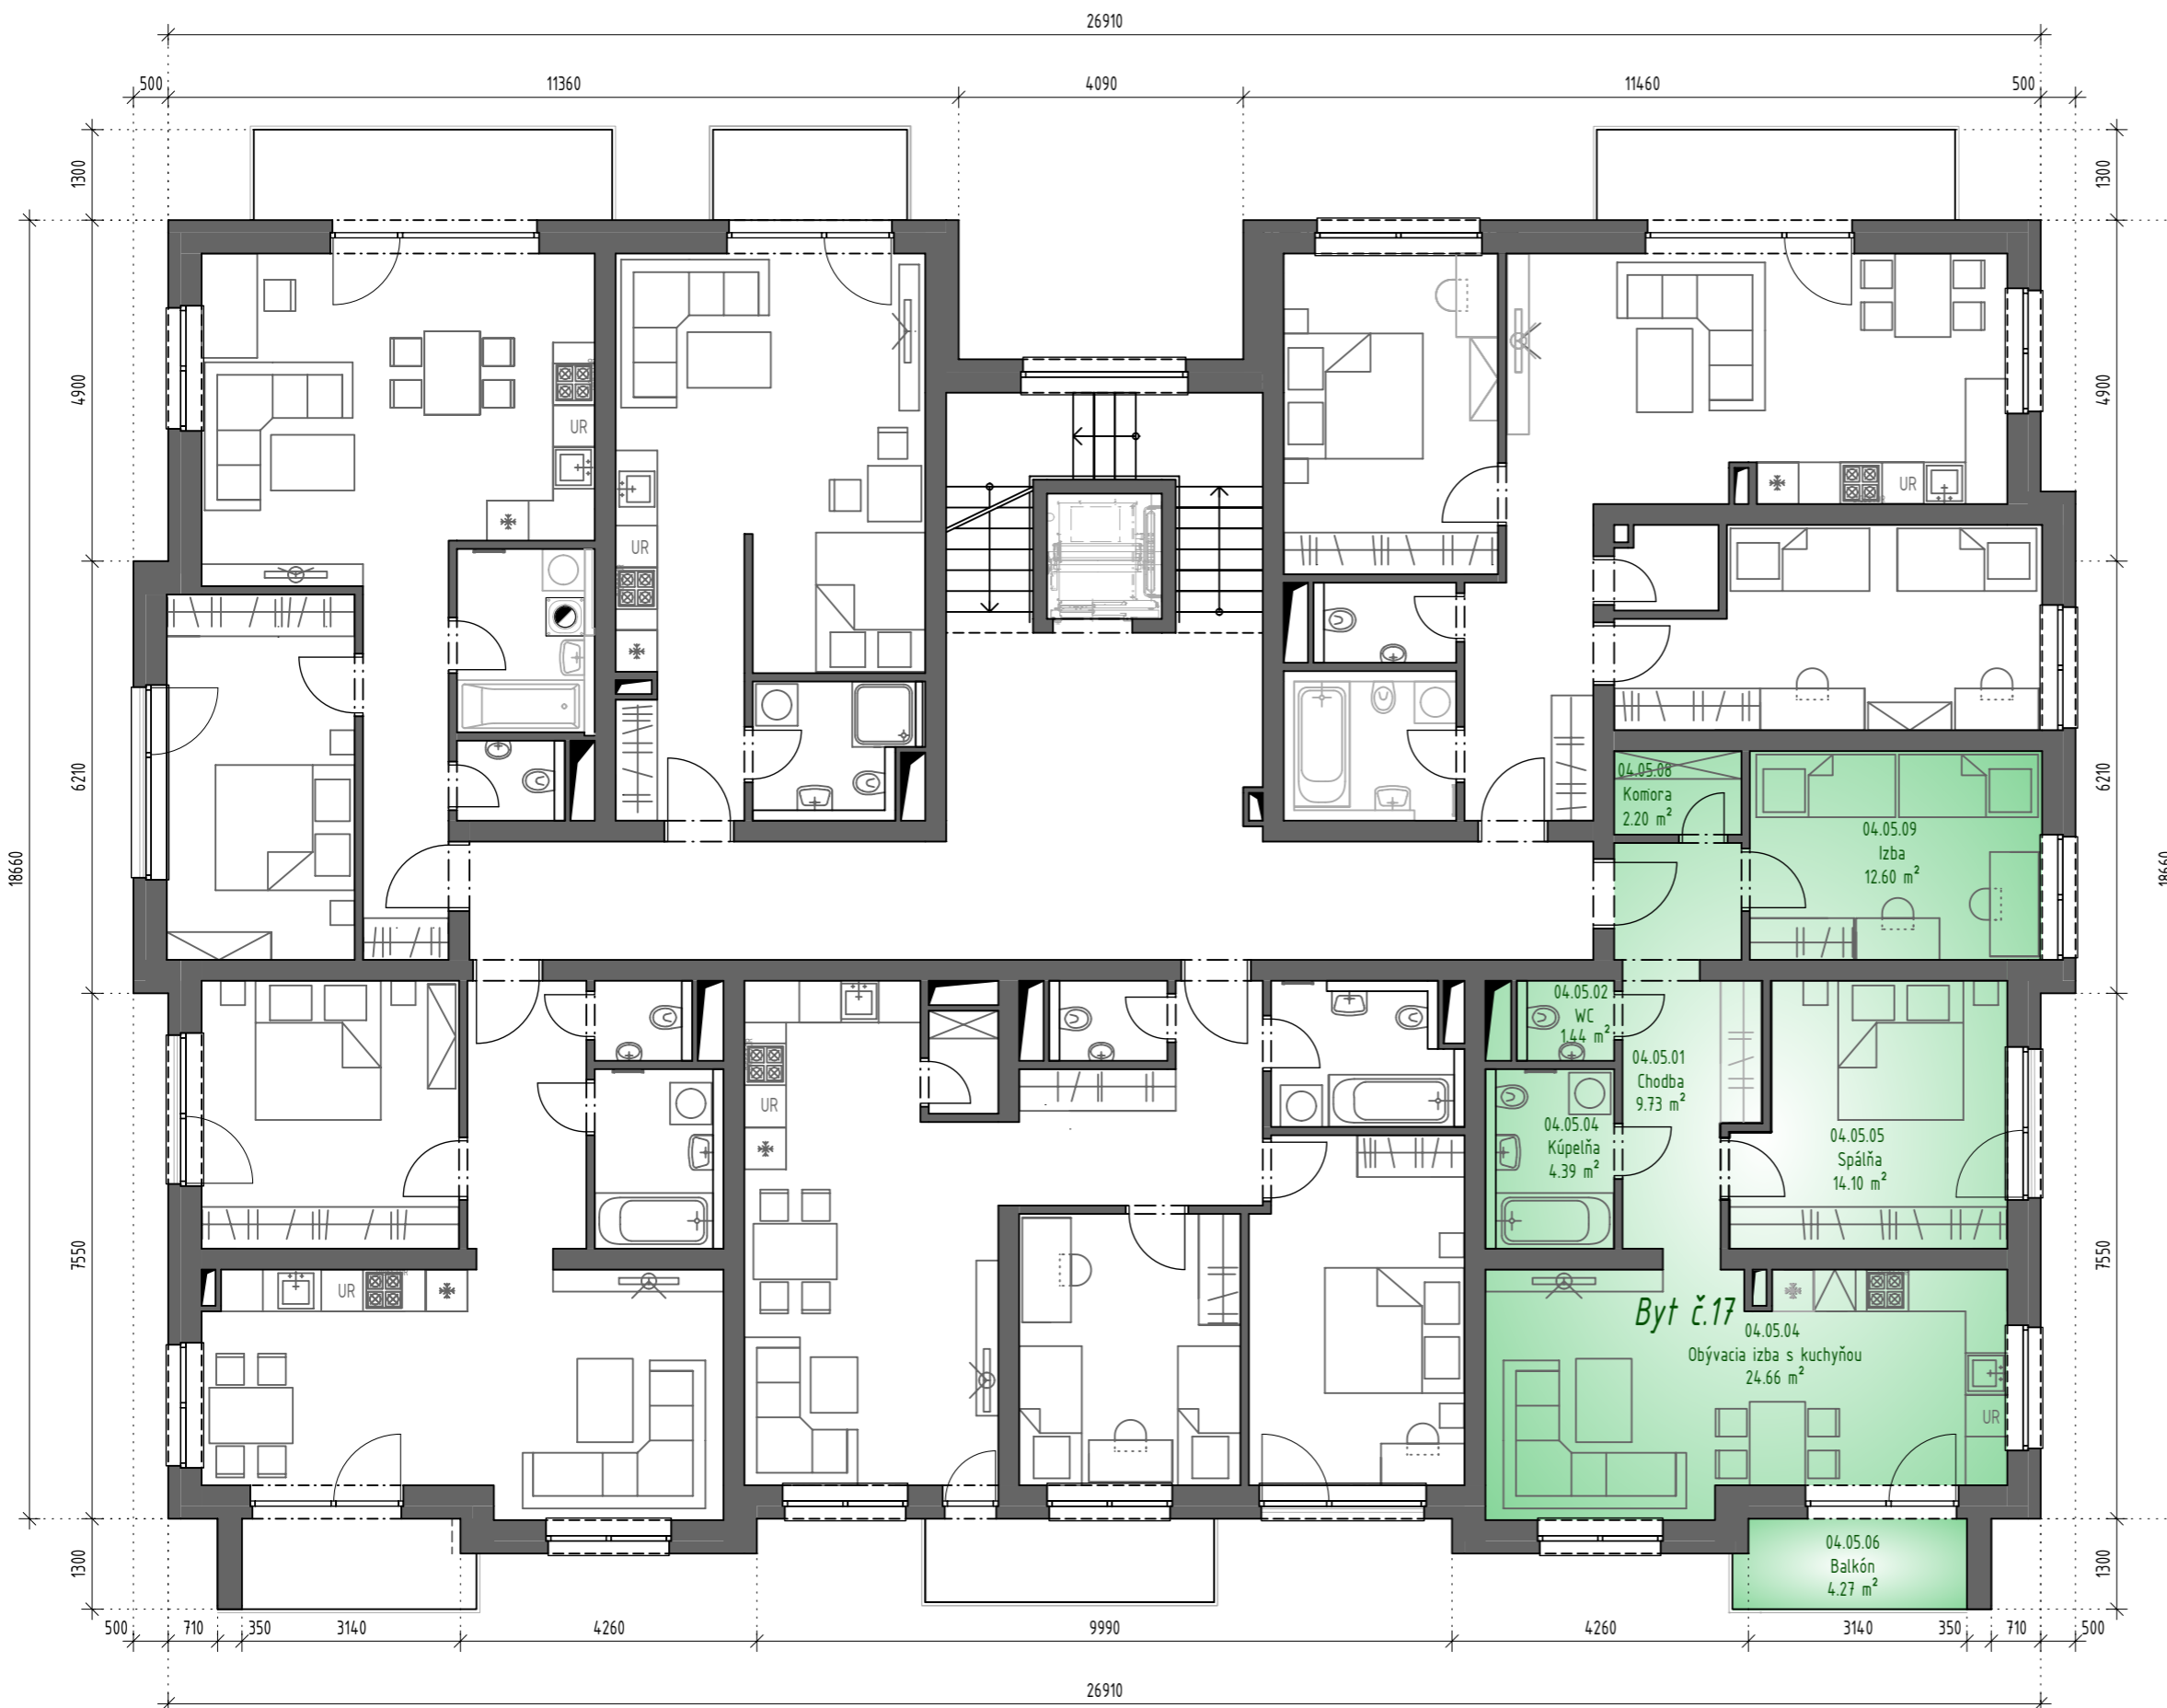 26910
500
11360
4090
11460
500
1300
1300
4900
4900
UR
UR
UR
6210
6210
04.05.08
Komora
2.20 m²
04.05.09
Izba
12.60 m²
18660
18660
04.05.02
WC
1.44 m²
04.05.01
Chodba
9.73 m²
UR
04.05.04
Kúpeľňa
4.39 m²
04.05.05
Spálňa
14.10 m²
7550
7550
UR
Byt č.17
04.05.04
Obývacia izba s kuchyňou
24.66 m²
UR
04.05.06
Balkón
4.27 m²
1300
1300
500
710
350
3140
4260
9990
4260
3140
350
710
500
26910